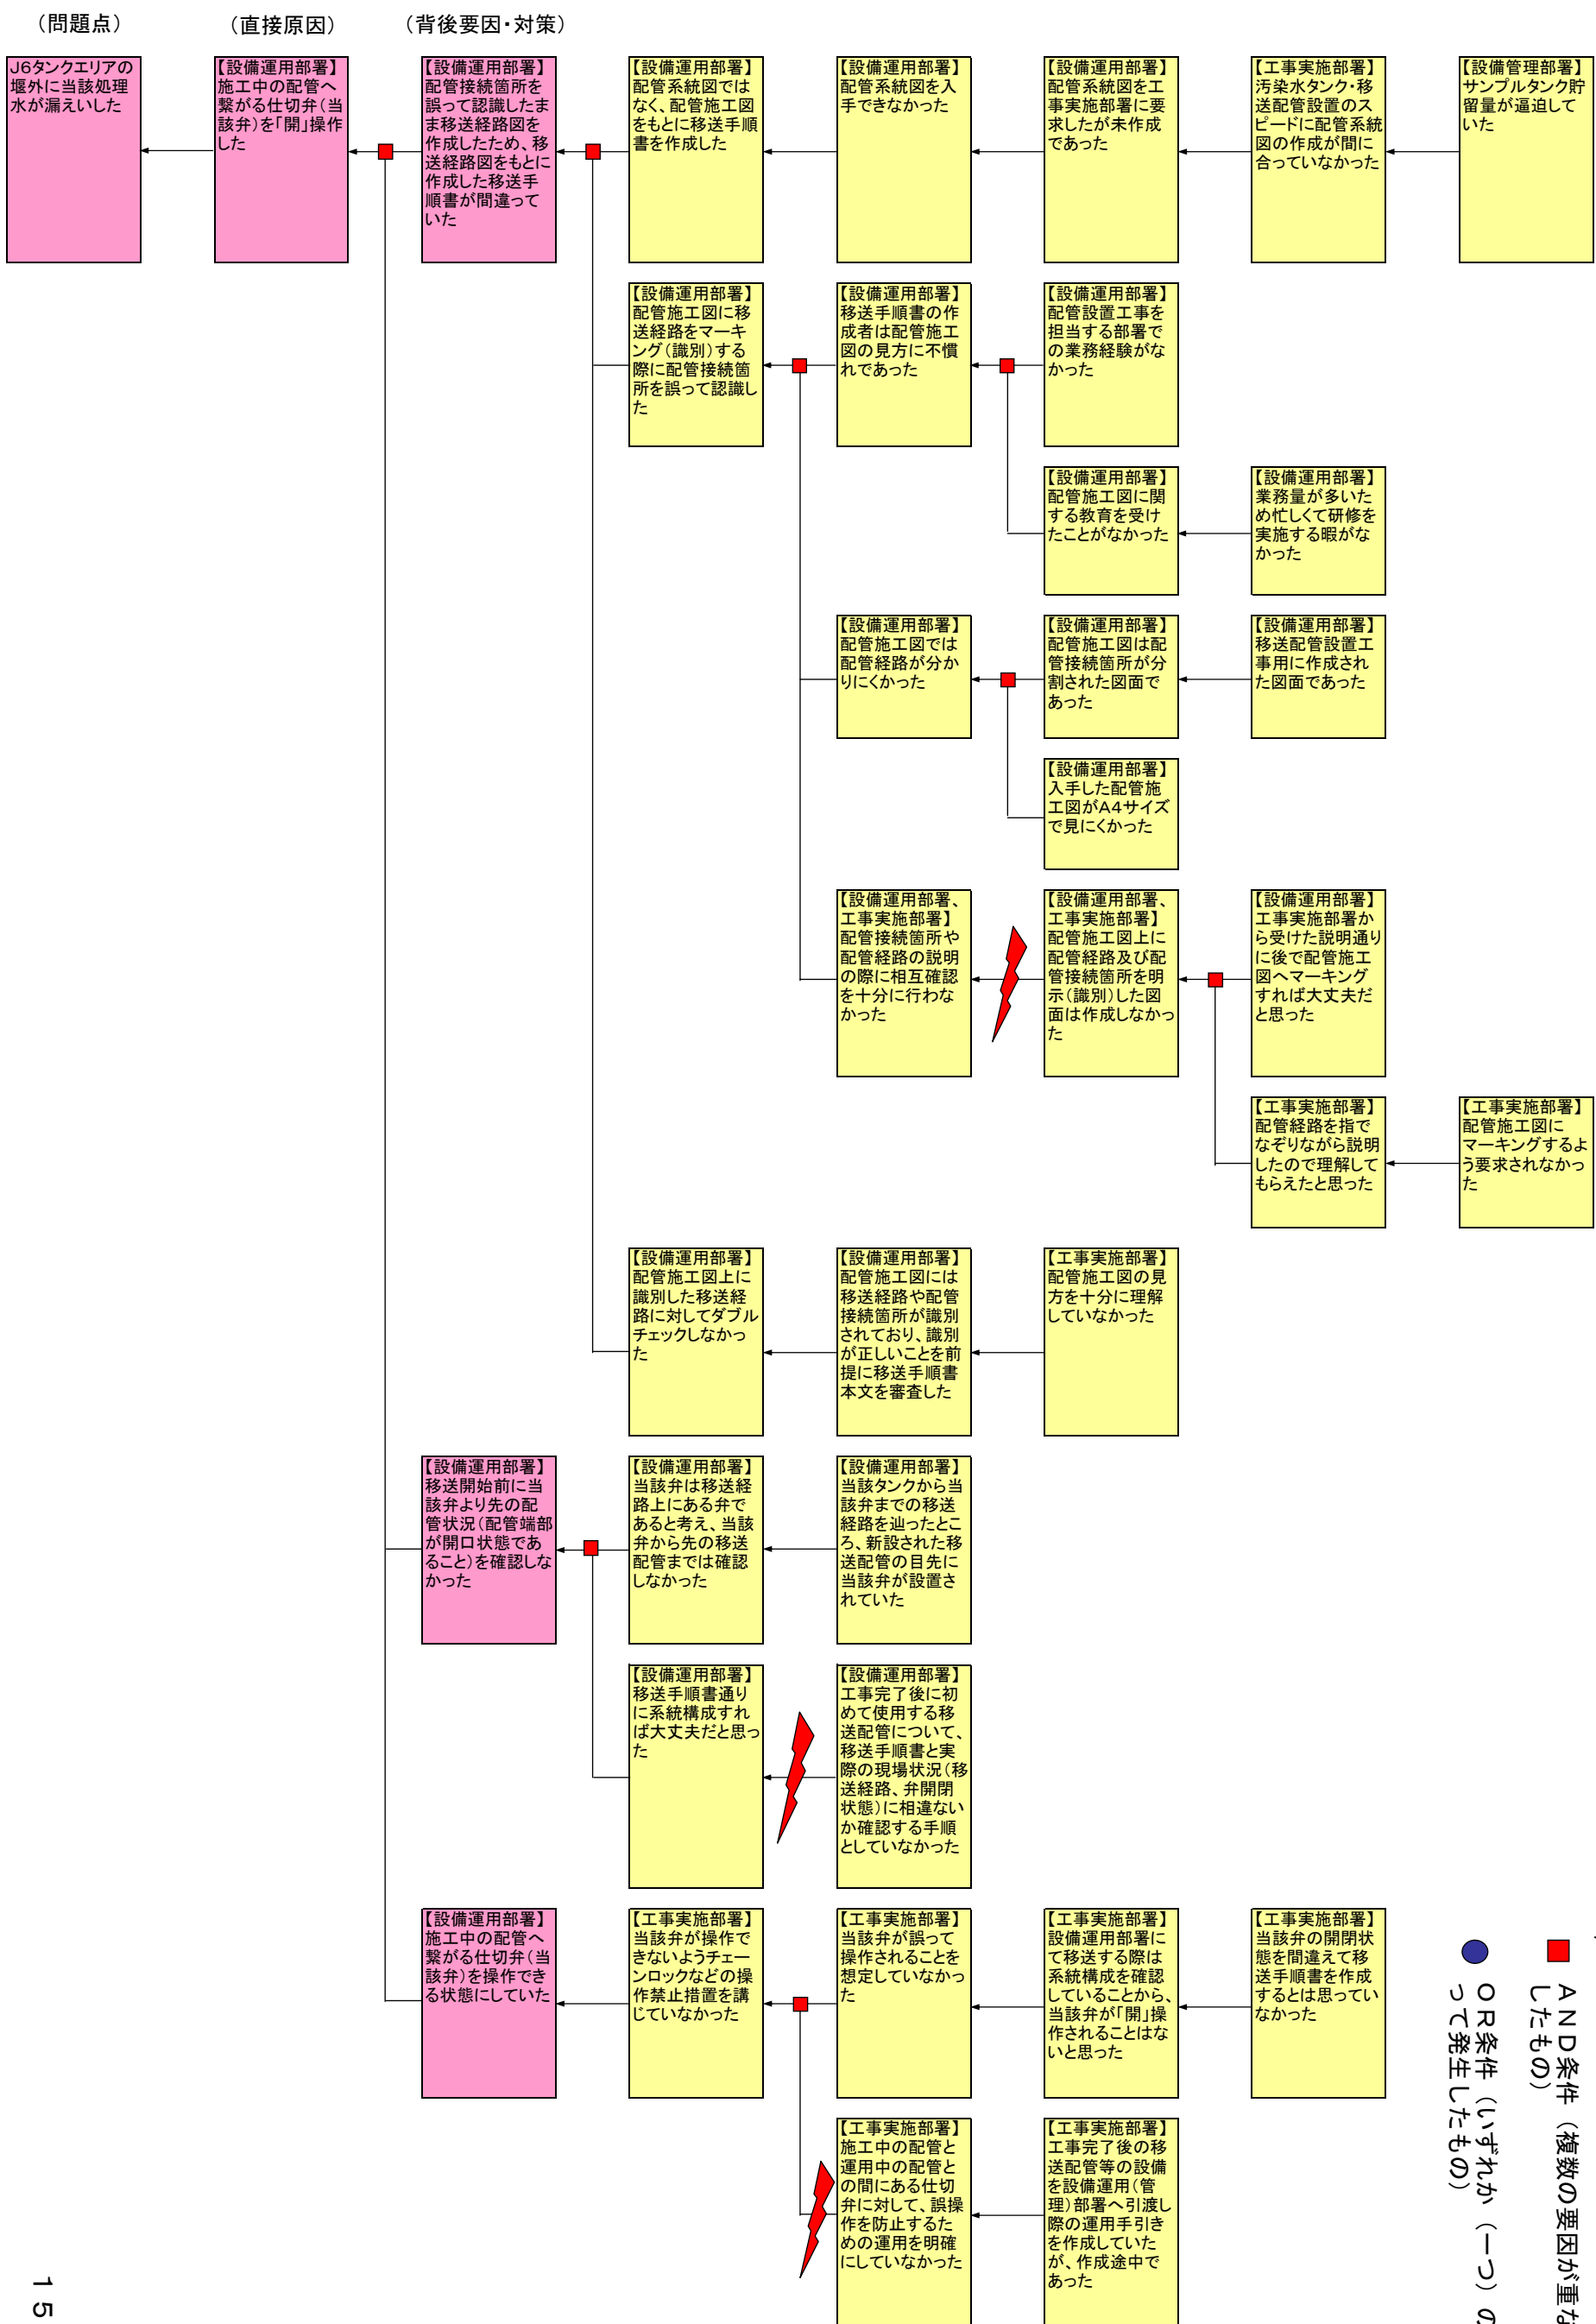 （問題点）
（直接原因）
（背後要因・対策）
J6タンクエリアの
堰外に当該処理
水が漏えいした
【設備運用部署】
施工中の配管へ
繋がる仕切弁(当
該弁)を「開」操作
した
【設備運用部署】
配管接続箇所を
誤って認識したま
ま移送経路図を
作成したため、移
送経路図をもとに
作成した移送手
順書が間違って
いた
【設備運用部署】
配管系統図では
なく、配管施工図
をもとに移送手順
書を作成した
【設備運用部署】
配管系統図を入
手できなかった
【設備運用部署】
配管系統図を工
事実施部署に要
求したが未作成
であった
【工事実施部署】
汚染水タンク・移
送配管設置のス
ピードに配管系統
図の作成が間に
合っていなかった
【設備管理部署】
サンプルタンク貯
留量が逼迫して
いた
【設備運用部署】
配管施工図に移
送経路をマーキ
ング(識別)する
際に配管接続箇
所を誤って認識し
た
【設備運用部署】
移送手順書の作
成者は配管施工
図の見方に不慣
れであった
【設備運用部署】
配管設置工事を
担当する部署で
の業務経験がな
かった
【設備運用部署】
配管施工図に関
する教育を受け
たことがなかった
【設備運用部署】
業務量が多いた
め忙しくて研修を
実施する暇がな
かった
【設備運用部署】
配管施工図では
配管経路が分か
りにくかった
【設備運用部署】
配管施工図は配
管接続箇所が分
割された図面で
あった
【設備運用部署】
移送配管設置工
事用に作成され
た図面であった
【設備運用部署】
入手した配管施
工図がA4サイズ
で見にくかった
【設備運用部署、
工事実施部署】
配管接続箇所や
配管経路の説明
の際に相互確認
を十分に行わな
かった
【設備運用部署、
工事実施部署】
配管施工図上に
配管経路及び配
管接続箇所を明
示(識別)した図
面は作成しなかっ
た
【設備運用部署】
工事実施部署か
ら受けた説明通り
に後で配管施工
図へマーキング
すれば大丈夫だ
と思った
【工事実施部署】
配管経路を指で
なぞりながら説明
したので理解して
もらえたと思った
【工事実施部署】
配管施工図に
マーキングするよ
う要求されなかっ
た
【設備運用部署】
配管施工図上に
識別した移送経
路に対してダブル
チェックしなかっ
た
【設備運用部署】
配管施工図には
移送経路や配管
接続箇所が識別
されており、識別
が正しいことを前
提に移送手順書
本文を審査した
【工事実施部署】
配管施工図の見
方を十分に理解
していなかった
【設備運用部署】
移送開始前に当
該弁より先の配
管状況(配管端部
が開口状態であ
ること)を確認しな
かった
【設備運用部署】
当該弁は移送経
路上にある弁で
あると考え、当該
弁から先の移送
配管までは確認
しなかった
【設備運用部署】
当該タンクから当
該弁までの移送
経路を辿ったとこ
ろ、新設された移
送配管の目先に
当該弁が設置さ
れていた
【設備運用部署】
移送手順書通り
に系統構成すれ
ば大丈夫だと思っ
た
【設備運用部署】
工事完了後に初
めて使用する移
送配管について、
移送手順書と実
際の現場状況(移
送経路、弁開閉
状態)に相違ない
か確認する手順
としていなかった
【設備運用部署】
施工中の配管へ
繋がる仕切弁(当
該弁)を操作でき
る状態にしていた
【工事実施部署】
当該弁が操作で
きないようチェー
ンロックなどの操
作禁止措置を講
じていなかった
【工事実施部署】
当該弁が誤って
操作されることを
想定していなかっ
た
【工事実施部署】
設備運用部署に
て移送する際は
系統構成を確認
していることから、
当該弁が「開」操
作されることはな
いと思った
【工事実施部署】
当該弁の開閉状
態を間違えて移
送手順書を作成
するとは思ってい
なかった
【工事実施部署】
施工中の配管と
運用中の配管と
の間にある仕切
弁に対して、誤操
作を防止するた
めの運用を明確
にしていなかった
【工事実施部署】
工事完了後の移
送配管等の設備
を設備運用(管
理)部署へ引渡し
際の運用手引き
を作成していた
が、作成途中で
あった
AND条件（複数の要因が重な
したもの）
OR条件（いずれか（一つ）の
って発生したもの）
15